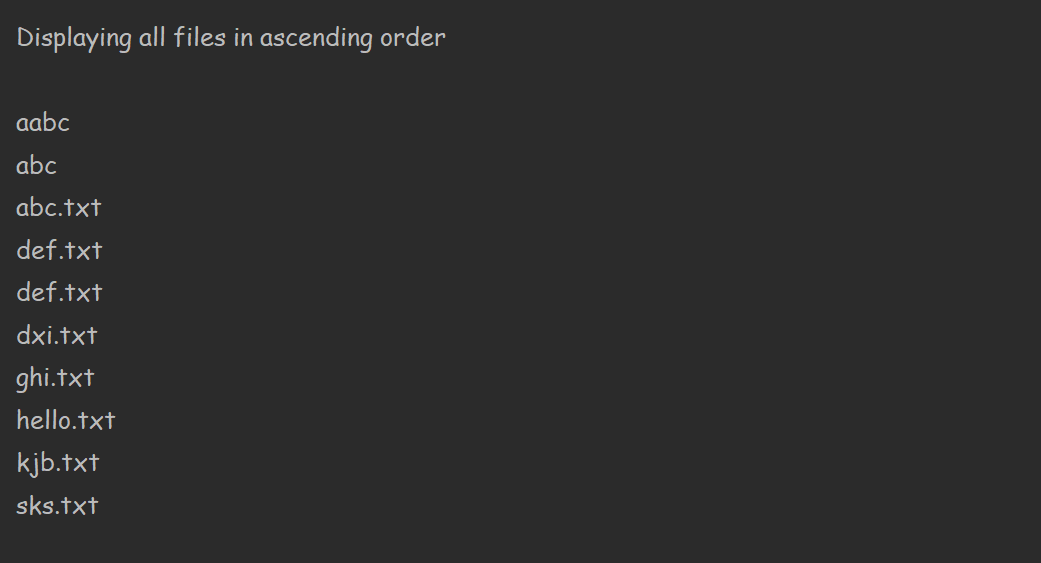 Displaying all files in ascending order
aabc
abc
abc.txt
def.txt
def.txt
dxi.txt
ghi.txt
hello.txt
kjb.txt
sks.txt